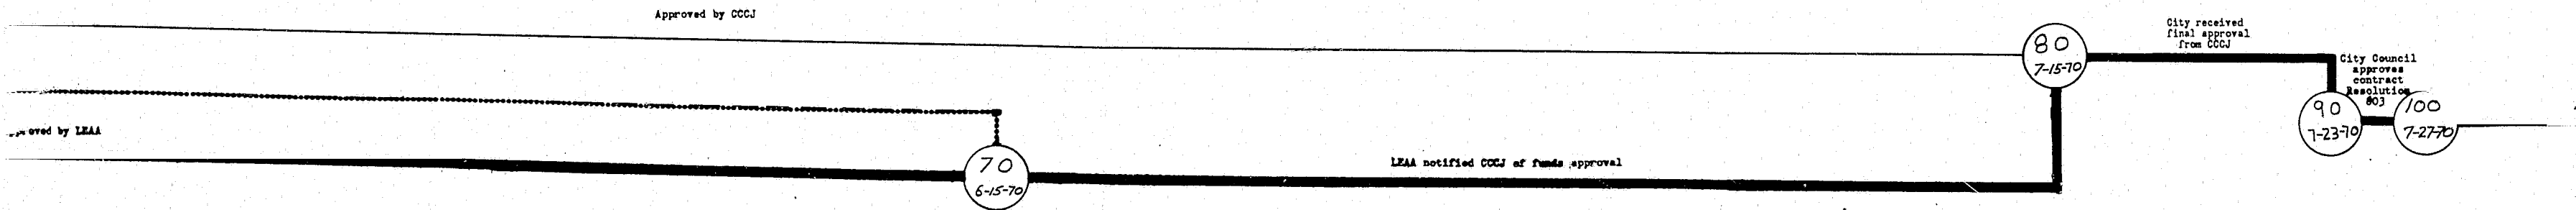 Approved by CCCJ
80
7-15-70
City received
final approval
from CCCJ
City Council
approves
contract
Resolution
803
90
7-23-70
100
7-27-70
by LEAA
70
6-15-70
LEAA notified CCCJ of funds approval